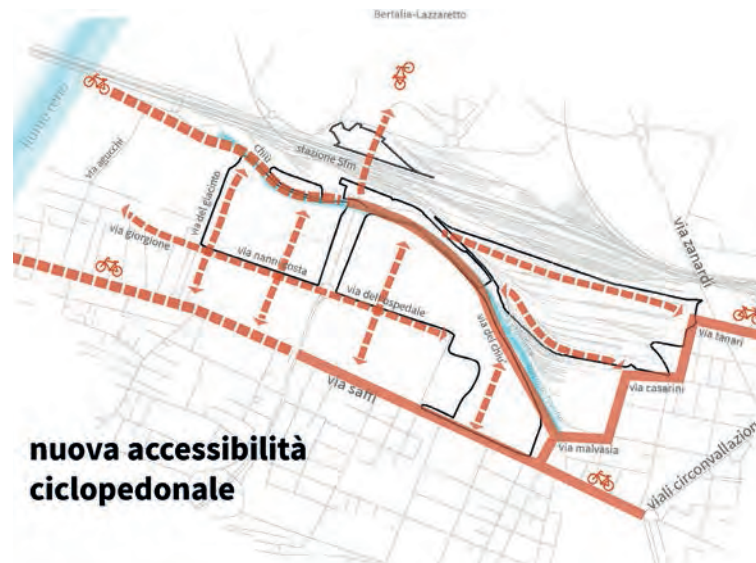 Bertalia-Lazzaretto
fiume reno
via agucchi
chiù
stazione Sfm
via del giacinto
via giorgione
via nanni costa
via dell'ospedale
via del chiù
via zanardi
via tanari
via casarini
via saffi
via malvasia
viali circonvallazion
nuova accessibilità
ciclopedonale